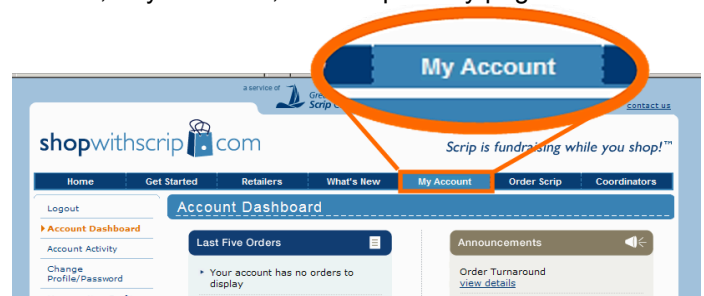 My Account
a service of
Scrip
contact us
shopwithscrip.com
Scrip is fundraising while you shop!™
Home Get Started Retailers What's New My Account Order Scrip Coordinators
Logout
Account Dashboard
Account Dashboard
Account Activity
Change
Profile/Password
Last Five Orders
Your account has no orders to
display
Announcements
Order Turnaround
view details